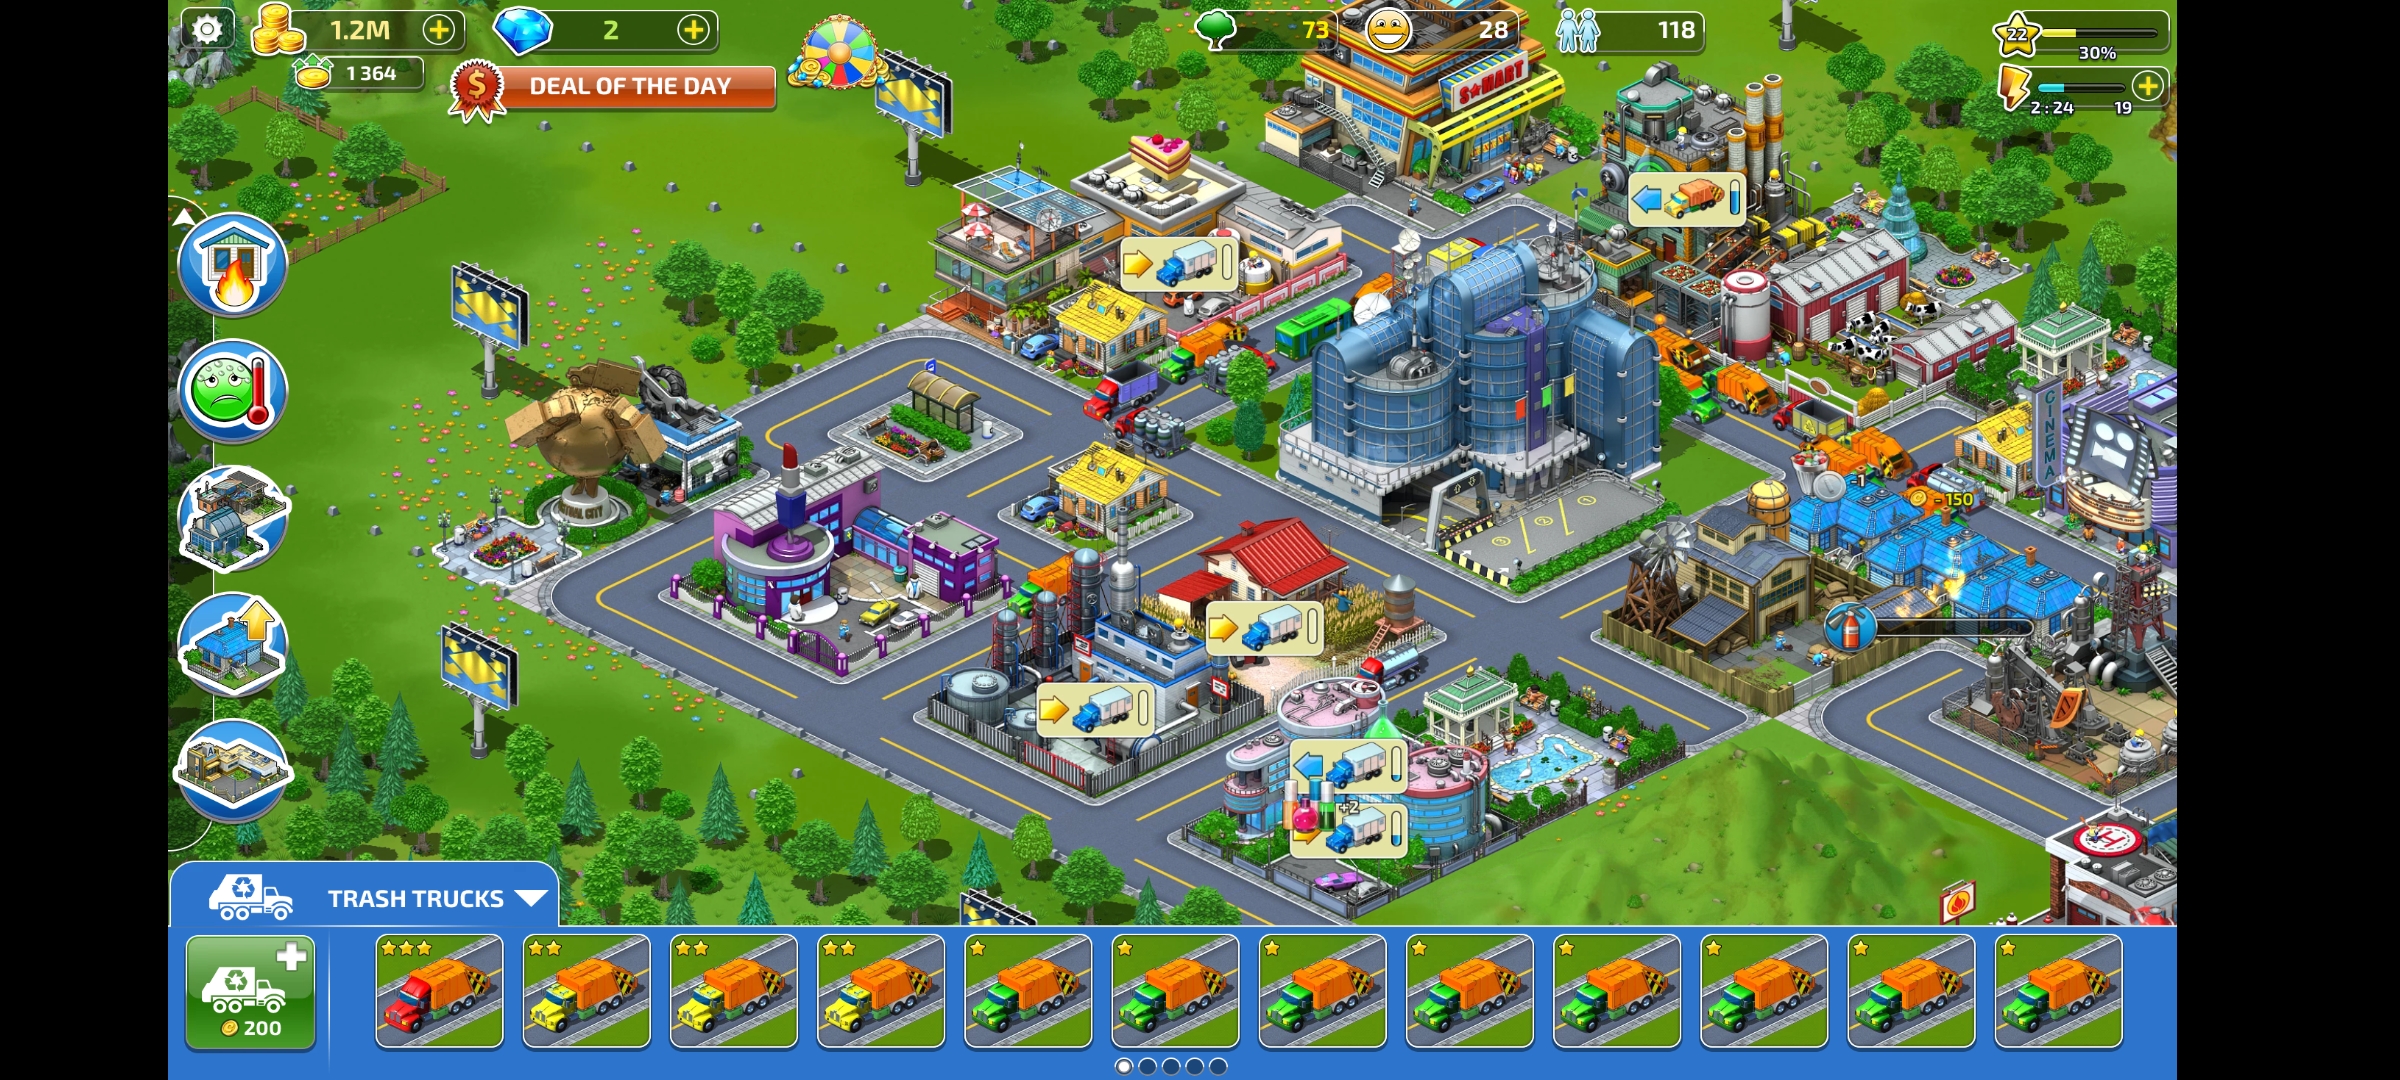 1.2M
2
73
28
118
22
30%
1 364
DEAL OF THE DAY
2:24
19
S★MART
CINEMA
-1
-150
+2
H
TRASH TRUCKS
200